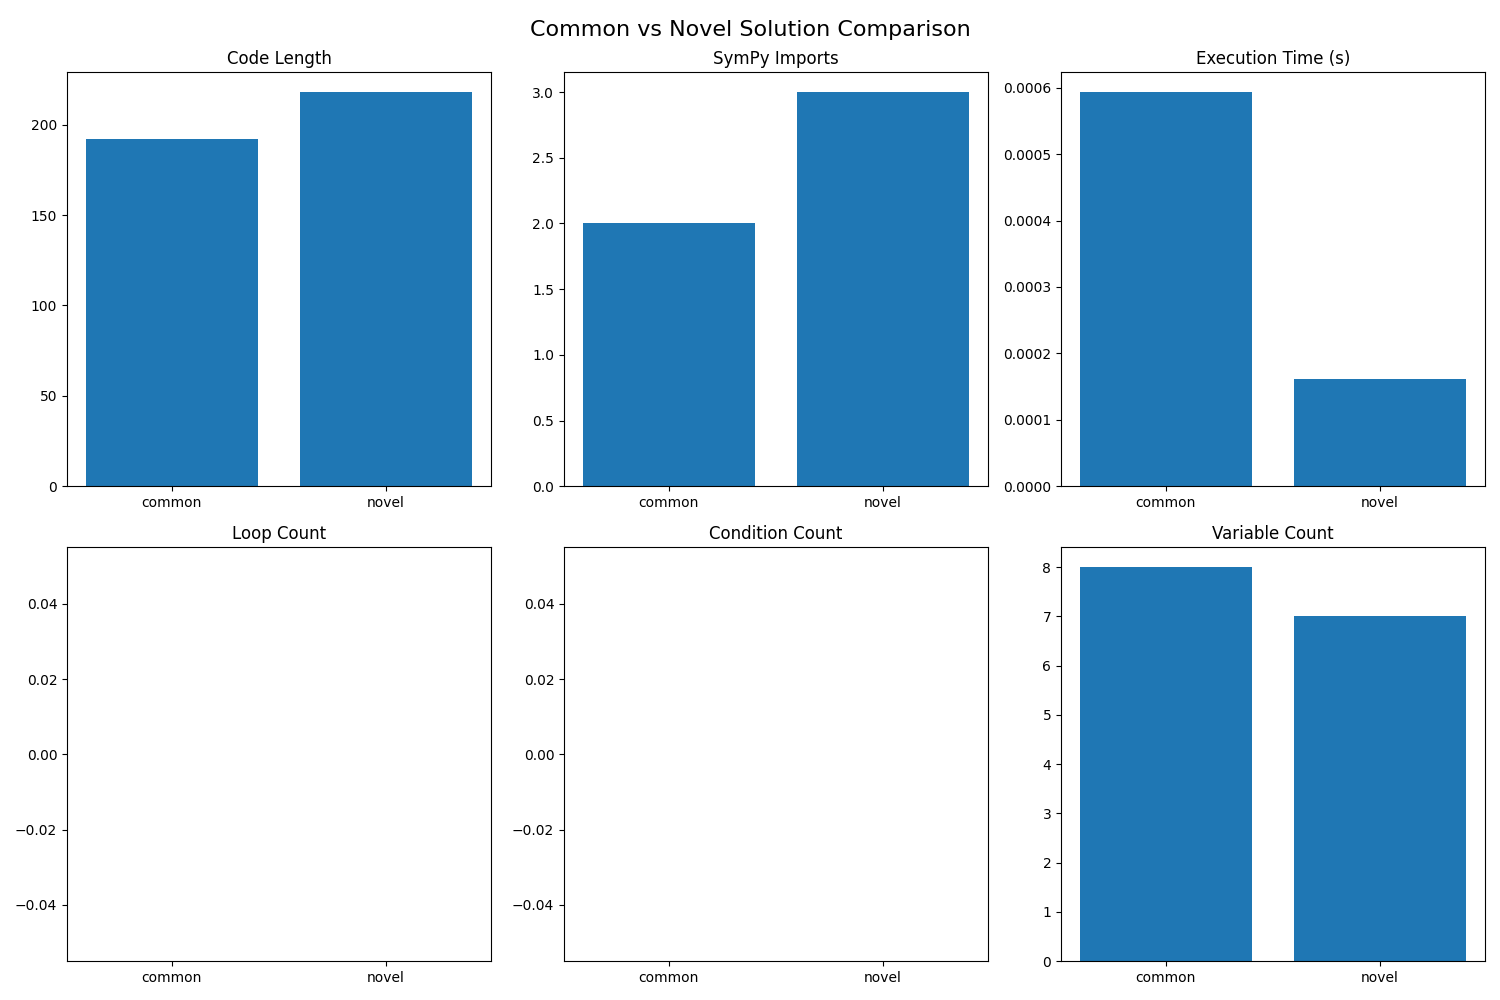 Common vs Novel Solution Comparison
Code Length
SymPy Imports
Execution Time (s)
200
150
100
50
0
common novel
3.0
2.5
2.0
1.5
1.0
0.5
0.0
common novel
0.0006
0.0005
0.0004
0.0003
0.0002
0.0001
0.0000
common novel
Loop Count
Condition Count
Variable Count
0.04
0.02
0.00
−0.02
−0.04
common novel
0.04
0.02
0.00
−0.02
−0.04
common novel
8
7
6
5
4
3
2
1
0
common novel